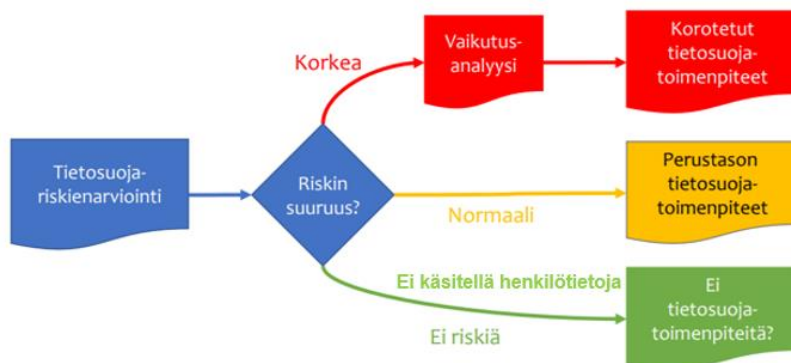 Tietosuoja-
riskienarviointi
Riskin
suuruus?
Korkea
Vaikutus-
analyysi
Korotetut
tietosuoja-
toimenpiteet
Normaali
Perustason
tietosuoja-
toimenpiteet
Ei käsitellä henkilötietoja
Ei riskiä
Ei
tietosuoja-
toimenpiteitä?